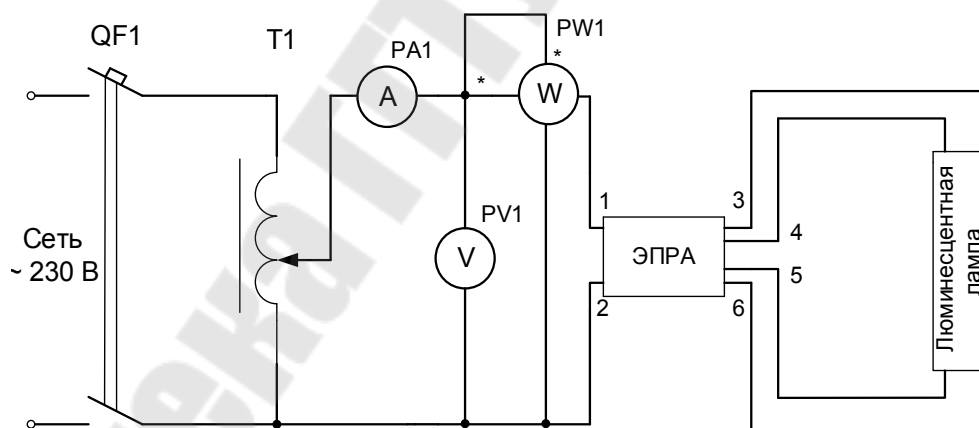 QF1
T1
PA1
PW1
*
*
A
W
Сеть
~ 230 В
PV1
V
1
2
ЭПРА
3
4
5
6
Люминесцентная
лампа